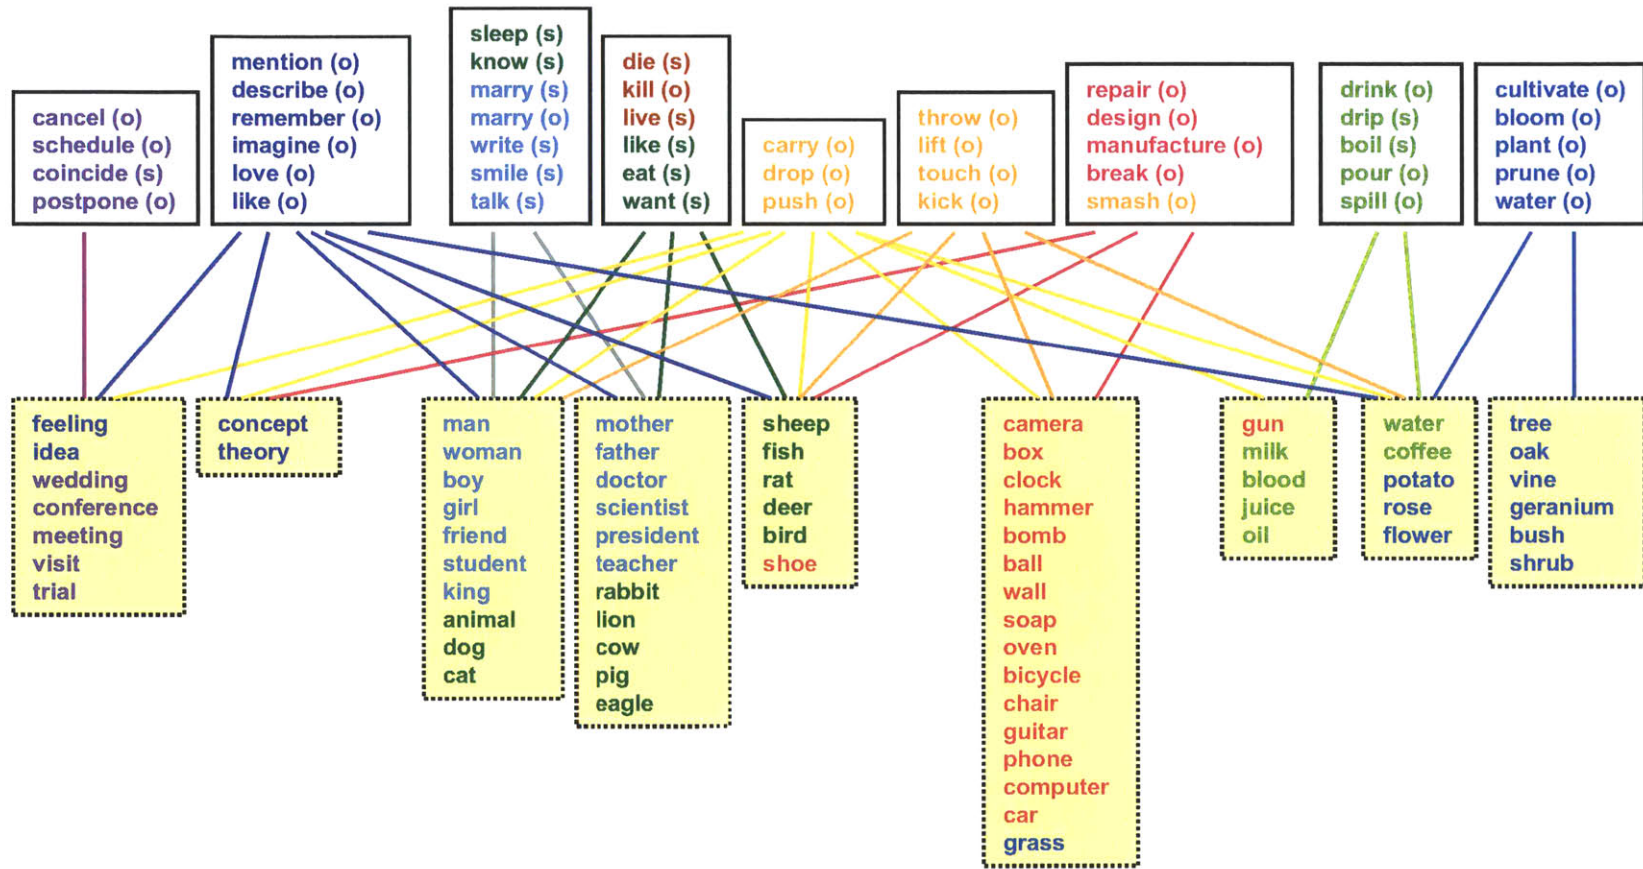 cancel (o)
schedule (o)
coincide (s)
postpone (o)
mention (o)
describe (o)
remember (o)
imagine (o)
love (o)
like (o)
sleep (s)
know (s)
marry (s)
marry (o)
write (s)
smile (s)
talk (s)
die (s)
kill (o)
live (s)
like (s)
eat (s)
want (s)
carry (o)
drop (o)
push (o)
throw (o)
lift (o)
touch (o)
kick (o)
repair (o)
design (o)
manufacture (o)
break (o)
smash (o)
drink (o)
drip (s)
boil (s)
pour (o)
spill (o)
cultivate (o)
bloom (o)
plant (o)
prune (o)
water (o)
feeling
idea
wedding
conference
meeting
visit
trial
concept
theory
man
woman
boy
girl
friend
student
king
animal
dog
cat
mother
father
doctor
scientist
president
teacher
rabbit
lion
cow
pig
eagle
sheep
fish
rat
deer
bird
shoe
camera
box
clock
hammer
bomb
ball
wall
soap
oven
bicycle
chair
guitar
phone
computer
car
grass
gun
milk
blood
juice
oil
water
coffee
potato
rose
flower
tree
oak
vine
geranium
bush
shrub